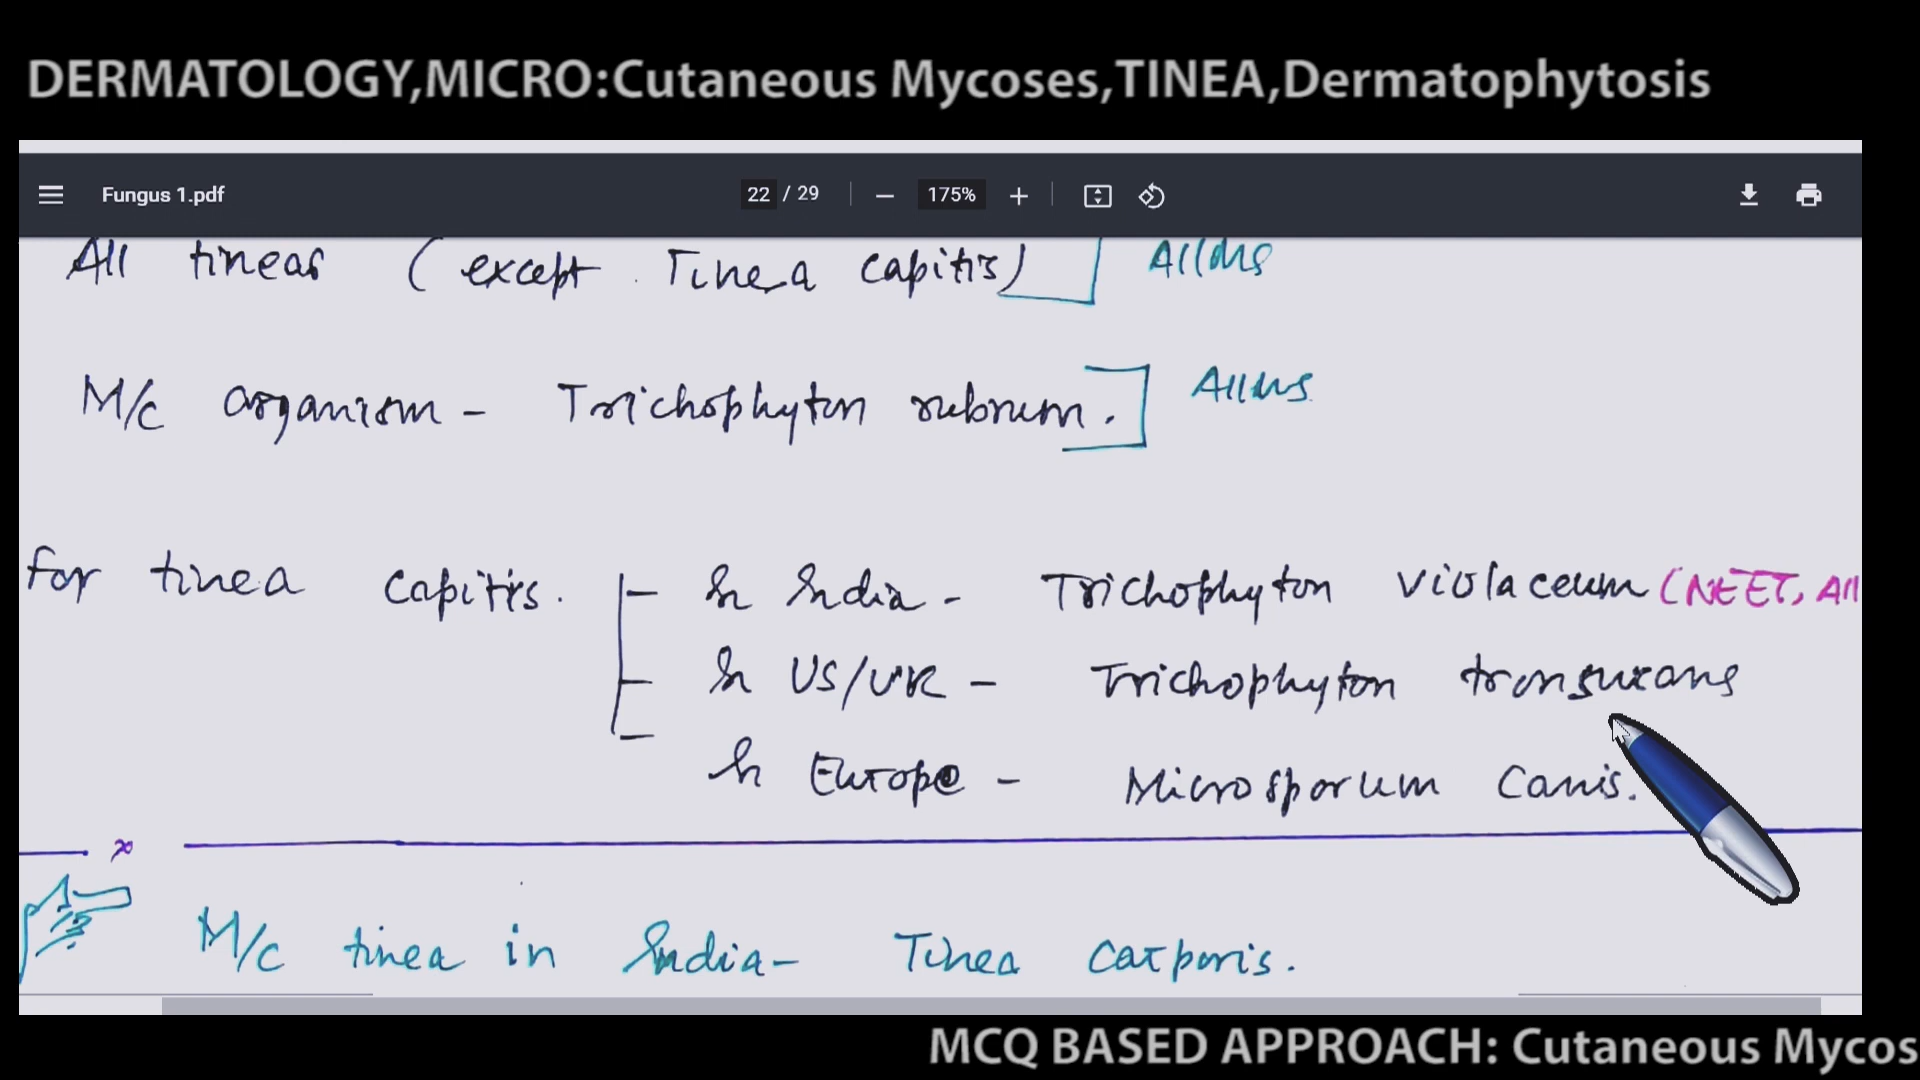 DERMATOLOGY,MICRO:Cutaneous Mycoses,TINEA,Dermatophytosis
Fungus 1.pdf
22 / 29
175%
All tineas (except Tinea capitis) AIIMS
M/C organism - Trichophyton rubrum. AIIMS
For tinea capitis.
In India - Trichophyton violaceum (NEET, AII
In US/UK - Trichophyton
In Europe - Microsporum Canis.
M/C tinea in India - Tinea Corporis.
MCQ BASED APPROACH: Cutaneous Mycos